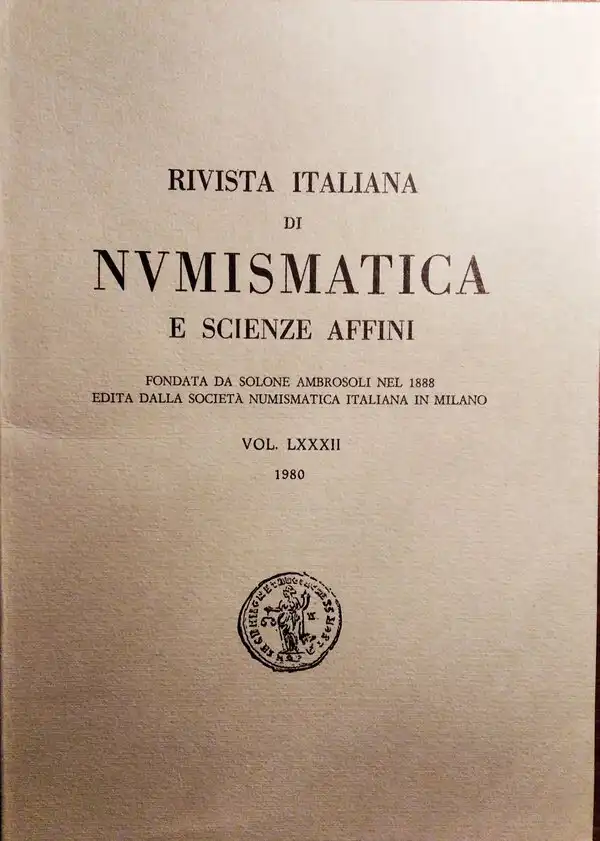 RIVISTA ITALIANA
DI
NVMISMATICA
E SCIENZE AFFINI
FONDATA DA SOLONE AMBROSOLI NEL 1888
EDITA DALLA SOCIETÀ NUMISMATICA ITALIANA IN MILANO
VOL. LXXXII
1980